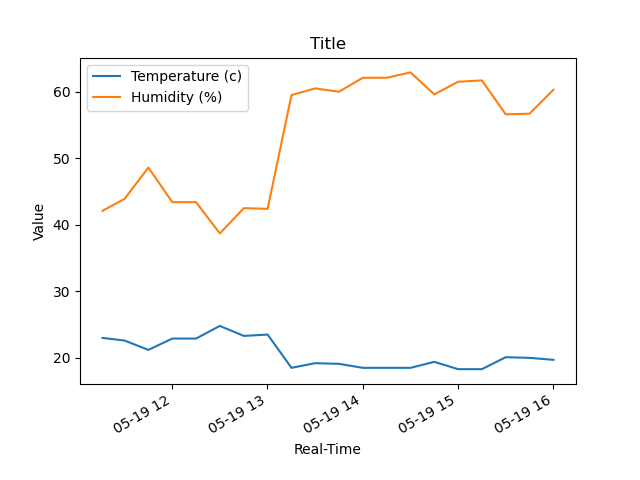 Title
Temperature (c)
Humidity (%)
60
50
40
30
20
Value
05-19 12
05-19 13
05-19 14
05-19 15
05-19 16
Real-Time